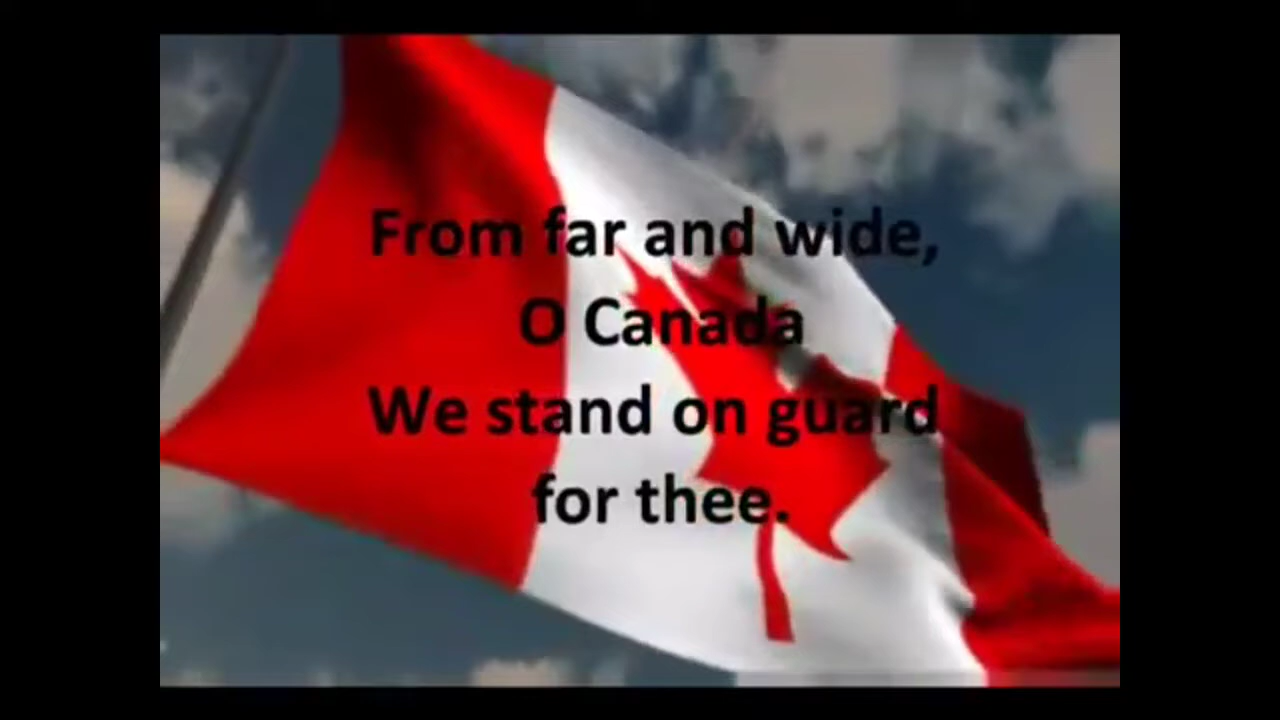 From far and wide,
O Canada
We stand on guard
for thee.